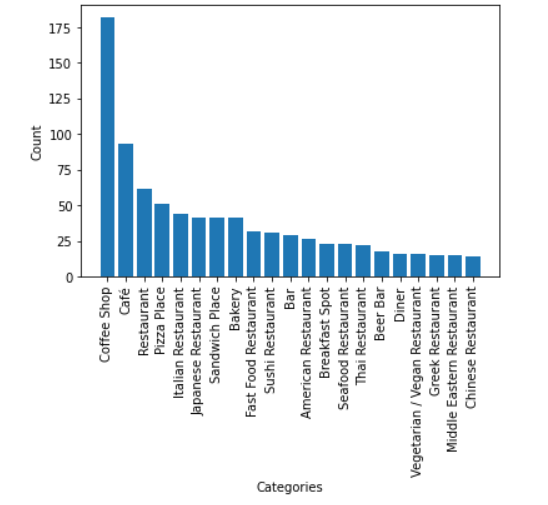 175
150
125
100
75
50
25
0
Count
Coffee Shop
Café
Restaurant
Pizza Place
Italian Restaurant
Japanese Restaurant
Sandwich Place
Bakery
Fast Food Restaurant
Sushi Restaurant
Bar
American Restaurant
Breakfast Spot
Seafood Restaurant
Thai Restaurant
Beer Bar
Diner
Vegetarian / Vegan Restaurant
Greek Restaurant
Middle Eastern Restaurant
Chinese Restaurant
Categories